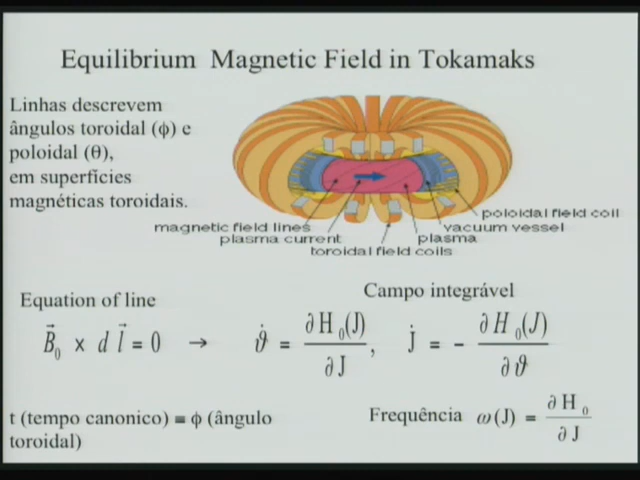 Equilibrium Magnetic Field in Tokamaks
Linhas descrevem
ângulos toroidal (ϕ) e
poloidal (θ),
em superfícies
magnéticas toroidais.
poloidal field coil
magnetic field lines
vacuum vessel
plasma current
plasma
toroidal field coils
Equation of line
Campo integrável
B⃗₀ × d l⃗ = 0 → ϑ̇ = ∂H₀(J) / ∂J , J̇ = − ∂H₀(J) / ∂ϑ
t (tempo canonico) ≡ ϕ (ângulo
toroidal)
Frequência ω(J) = ∂H₀ / ∂J